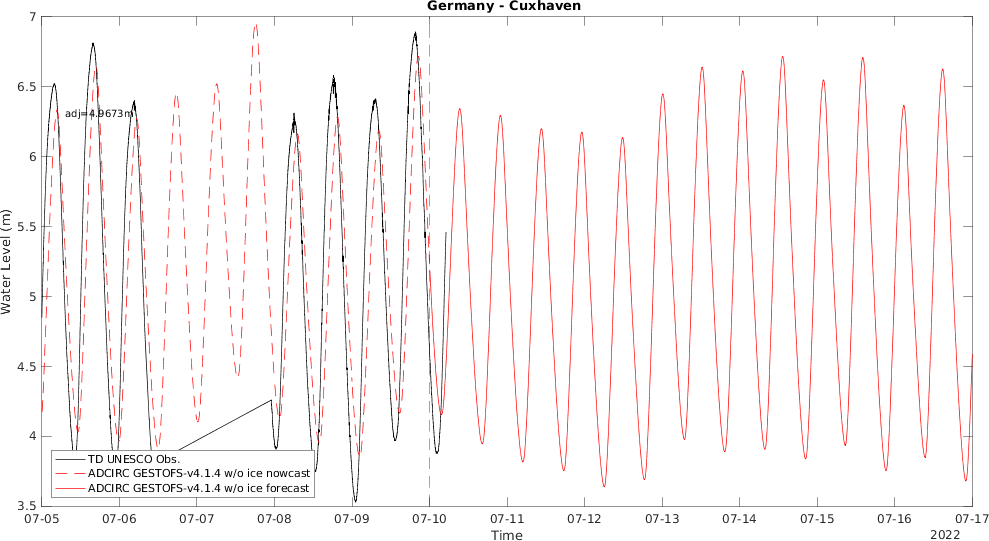 Germany - Cuxhaven
Water Level (m)
7
6.5
6
5.5
5
4.5
4
3.5
adj=4.9673m
TD UNESCO Obs.
ADCIRC GESTOFS-v4.1.4 w/o ice nowcast
ADCIRC GESTOFS-v4.1.4 w/o ice forecast
07-05 07-06 07-07 07-08 07-09 07-10 07-11 07-12 07-13 07-14 07-15 07-16 07-17
Time
2022